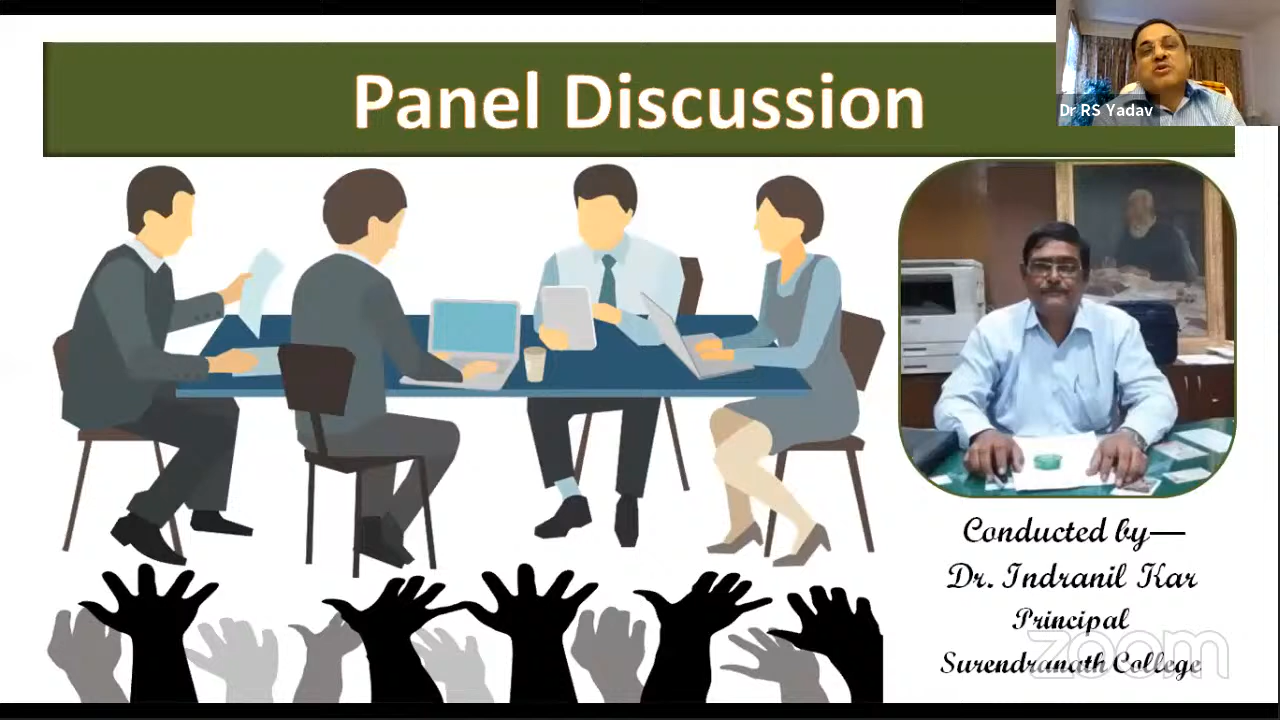 Panel Discussion
Dr RS Yadav
Conducted by—
Dr. Indranil Kar
Principal
Surendranath College
zoom